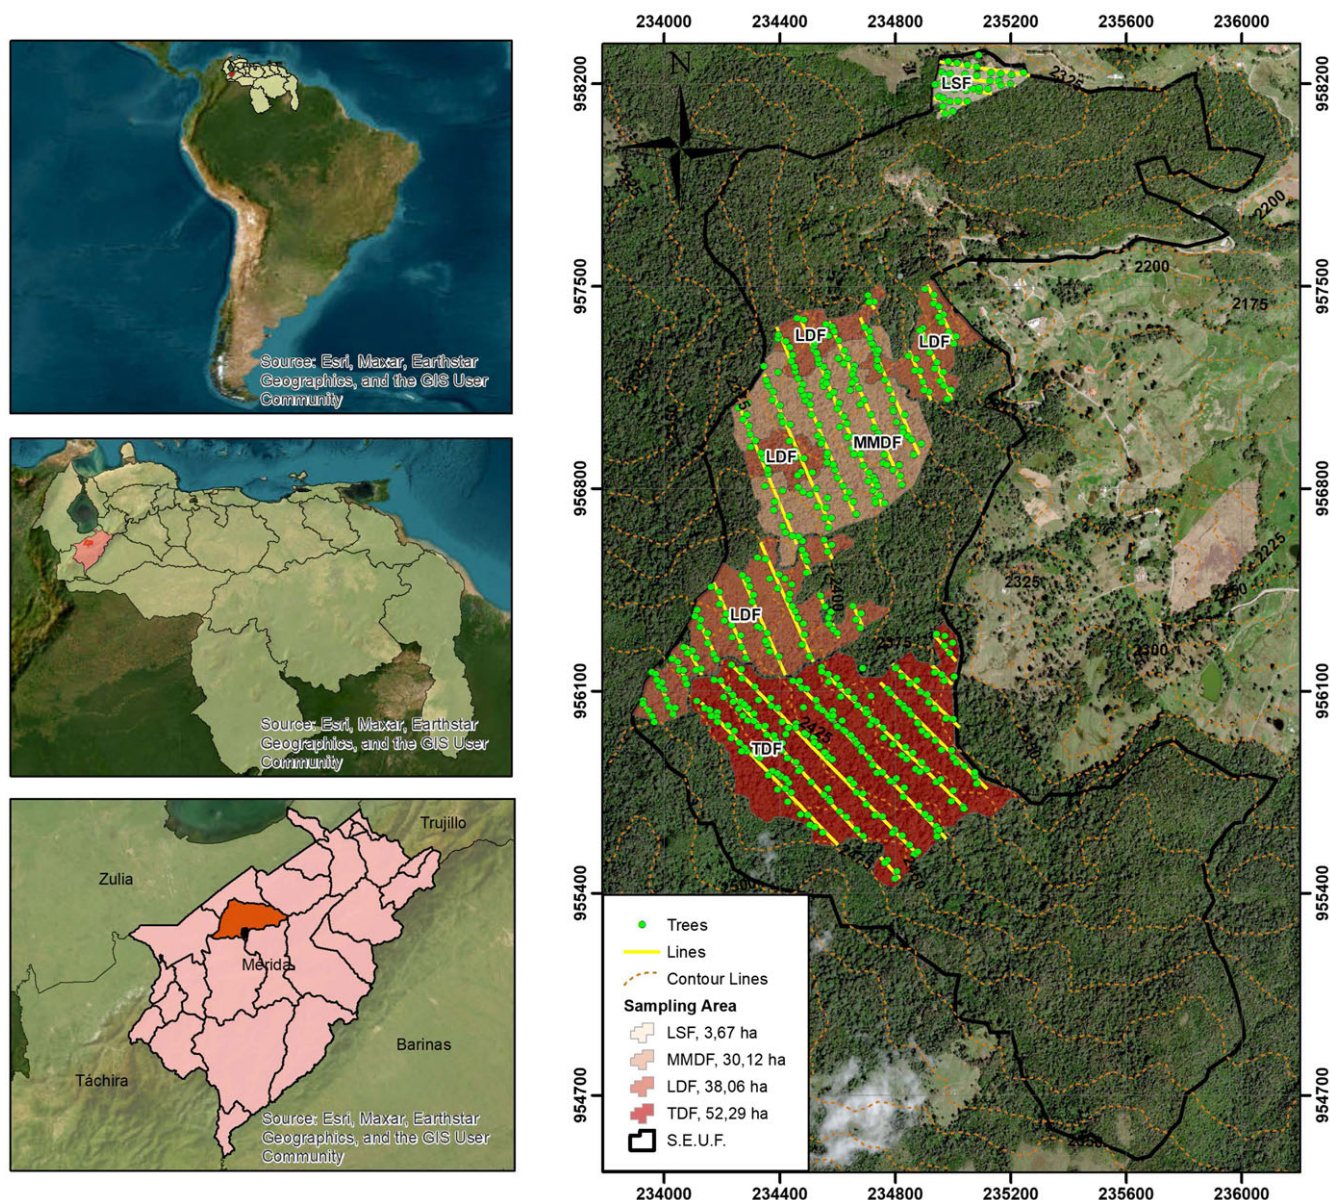 Source: Esri, Maxar, Earthstar
Geographics, and the GIS User
Community
Source: Esri, Maxar, Earthstar
Geographics, and the GIS User
Community
Trujillo
Zulia
Mérida
Barinas
Táchira
Source: Esri, Maxar, Earthstar
Geographics, and the GIS User
Community
234000 234400 234800 235200 235600 236000
958200 958200
957500 957500
956800 956800
956100 956100
955400 955400
954700 954700
234000 234400 234800 235200 235600 236000
N
LSF
2325
2200
2200
2175
LDF
LDF
MMDF
LDF
2225
2325
2400
LDF
2375
2300
2425
TDF
2500
Trees
Lines
Contour Lines
Sampling Area
LSF, 3,67 ha
MMDF, 30,12 ha
LDF, 38,06 ha
TDF, 52,29 ha
S.E.U.F.